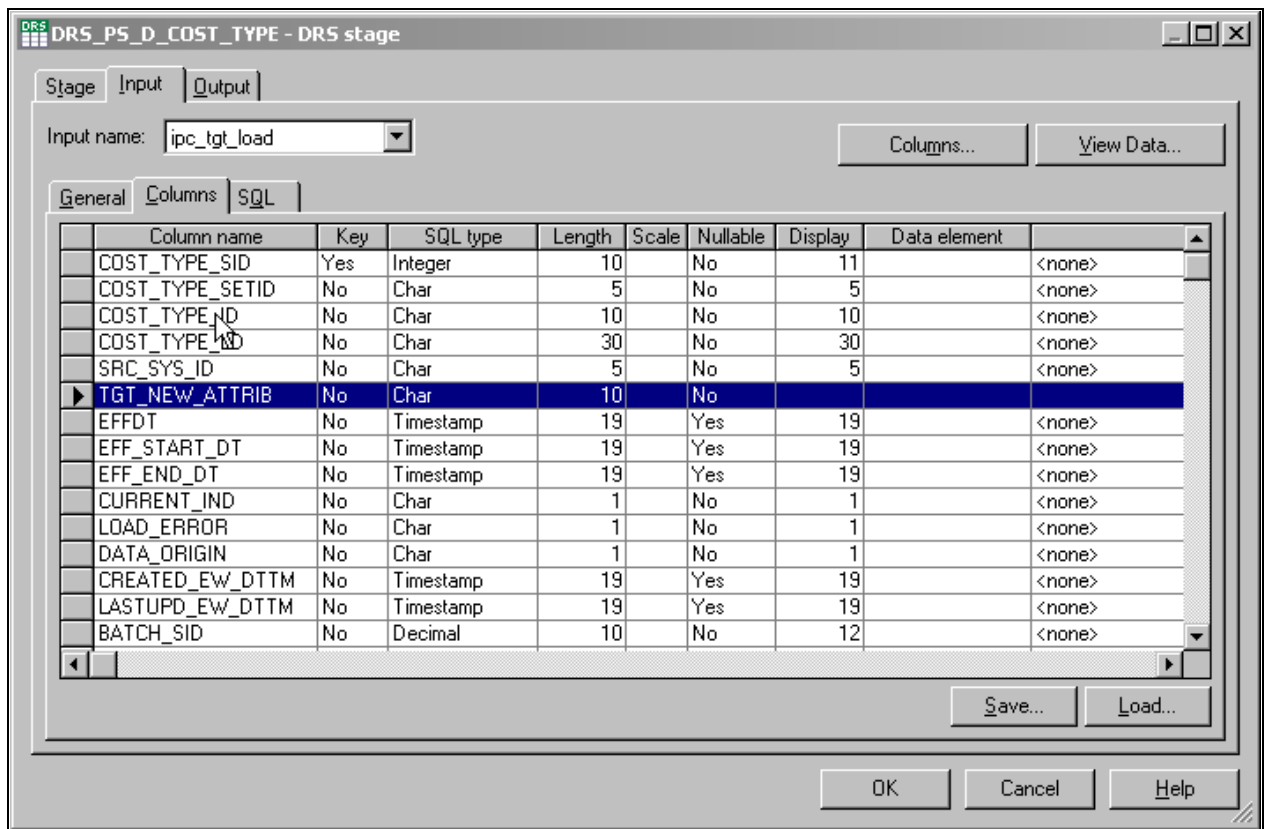 DRS DRS_PS_D_COST_TYPE - DRS stage
Stage Input Output
Input name: ipc_tgt_load Columns... View Data...
General Columns SQL
Column name Key SQL type Length Scale Nullable Display Data element
COST_TYPE_SID Yes Integer 10 No 11 <none>
COST_TYPE_SETID No Char 5 No 5 <none>
COST_TYPE_ID No Char 10 No 10 <none>
No Char 30 No 30 <none>
SRC_SYS_ID No Char 5 No 5 <none>
TGT_NEW_ATTRIB No Char 10 No
EFFDT No Timestamp 19 Yes 19 <none>
EFF_START_DT No Timestamp 19 Yes 19 <none>
EFF_END_DT No Timestamp 19 Yes 19 <none>
CURRENT_IND No Char 1 No 1 <none>
LOAD_ERROR No Char 1 No 1 <none>
DATA_ORIGIN No Char 1 No 1 <none>
CREATED_EW_DTTM No Timestamp 19 Yes 19 <none>
LASTUPD_EW_DTTM No Timestamp 19 Yes 19 <none>
BATCH_SID No Decimal 10 No 12 <none>
Save... Load...
OK Cancel Help